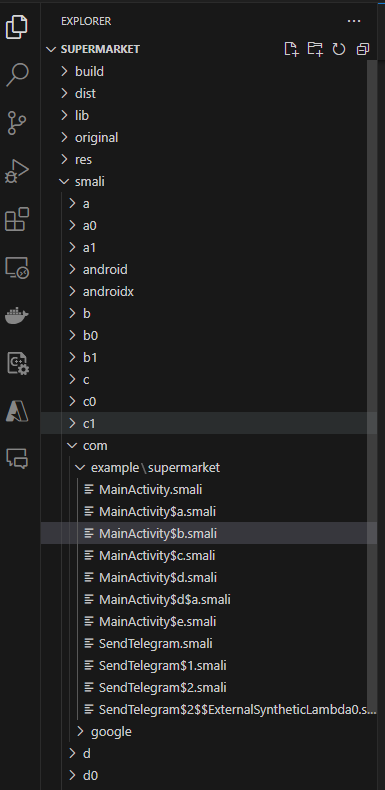 EXPLORER
SUPERMARKET
build
dist
lib
original
res
smali
a
a0
a1
android
androidx
b
b0
b1
c
c0
c1
com
example\supermarket
MainActivity.smali
MainActivity$a.smali
MainActivity$b.smali
MainActivity$c.smali
MainActivity$d.smali
MainActivity$d$a.smali
MainActivity$e.smali
SendTelegram.smali
SendTelegram$1.smali
SendTelegram$2.smali
SendTelegram$2$$ExternalSyntheticLambda0.s...
google
d
d0